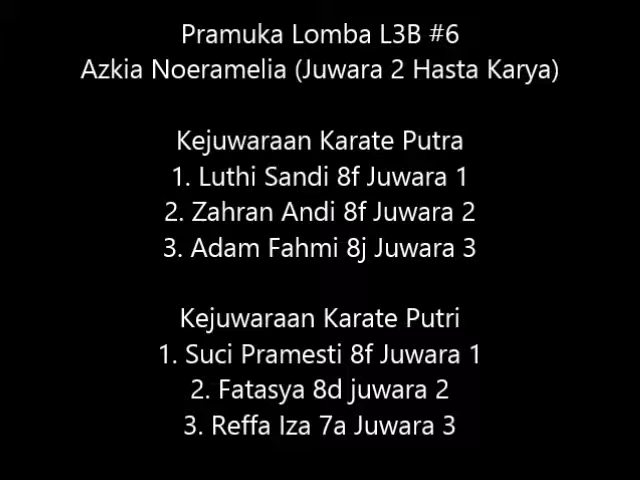 Pramuka Lomba L3B #6
Azkia Noeramelia (Juwara 2 Hasta Karya)
Kejuwaraan Karate Putra
1. Luthi Sandi 8f Juwara 1
2. Zahran Andi 8f Juwara 2
3. Adam Fahmi 8j Juwara 3
Kejuwaraan Karate Putri
1. Suci Pramesti 8f Juwara 1
2. Fatasya 8d juwara 2
3. Reffa Iza 7a Juwara 3